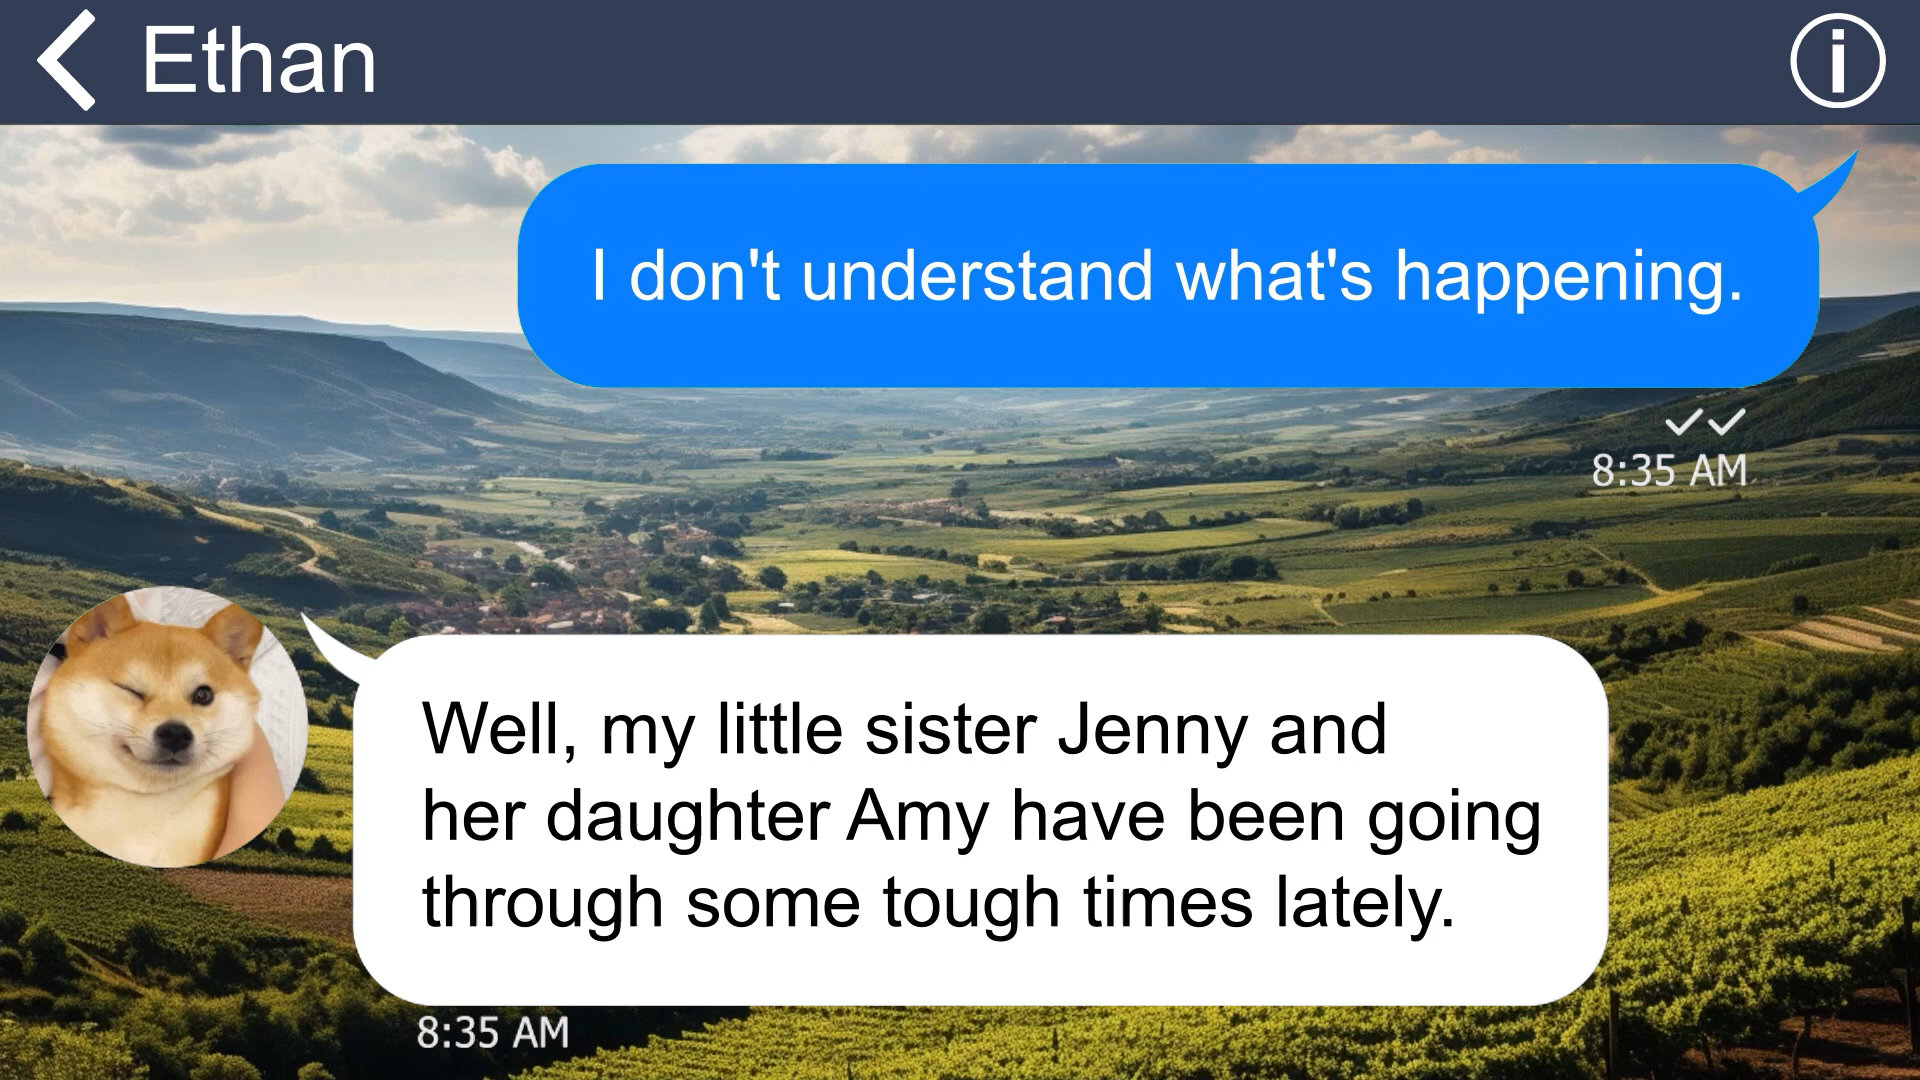 Ethan
I don't understand what's happening.
8:35 AM
Well, my little sister Jenny and
her daughter Amy have been going
through some tough times lately.
8:35 AM